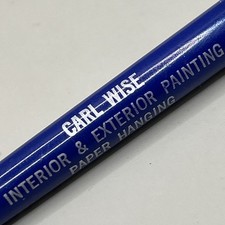 CARL WISE
INTERIOR & EXTERIOR PAINTING
PAPER HANGING